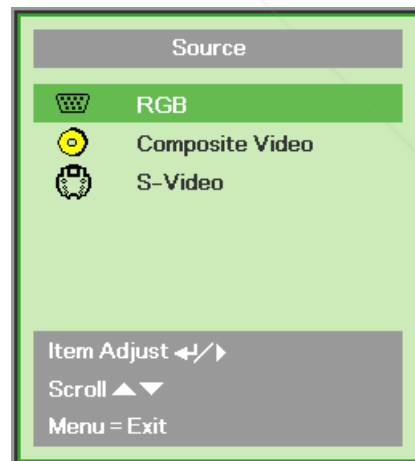 Source
RGB
Composite Video
S-Video
Item Adjust ↵/▶
Scroll ▲▼
Menu = Exit